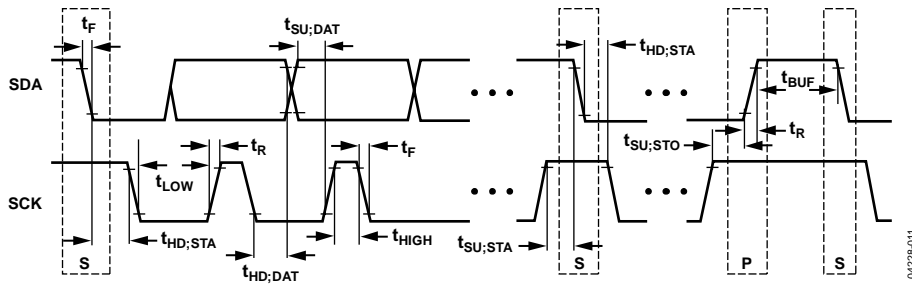 tF
tSU;DAT
tHD;STA
SDA
tBUF
tR
tF
tSU;STO
tR
tLOW
SCK
tHD;STA
tHIGH
tSU;STA
tHD;DAT
S
S
P
S
04228-011